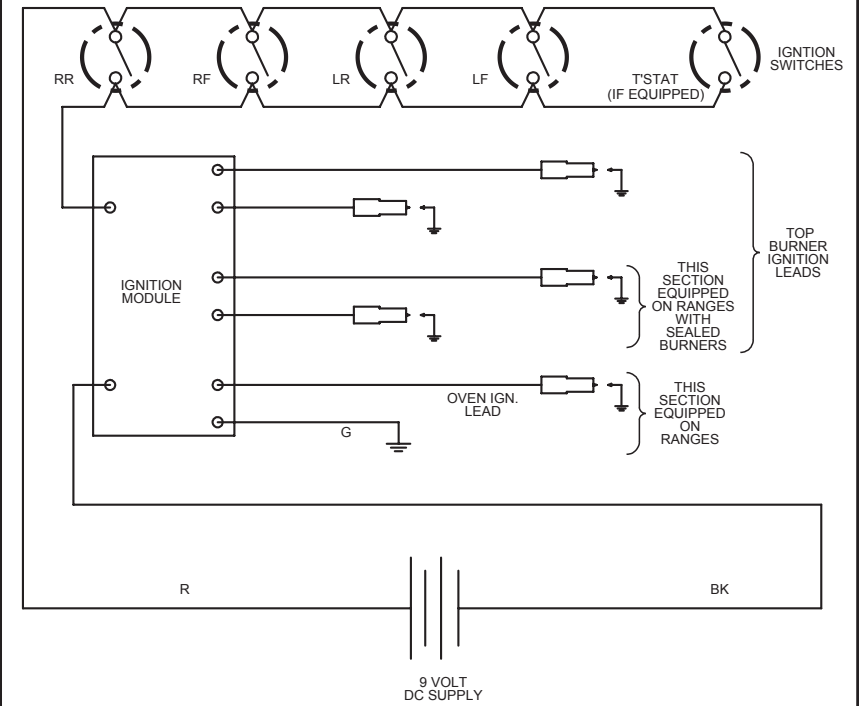 IGNTION
SWITCHES
RR
RF
LR
LF
T'STAT
(IF EQUIPPED)
TOP
BURNER
IGNITION
LEADS
THIS
SECTION
EQUIPPED
ON RANGES
WITH
SEALED
BURNERS
IGNITION
MODULE
OVEN IGN.
LEAD
THIS
SECTION
EQUIPPED
ON
RANGES
G
R
BK
9 VOLT
DC SUPPLY